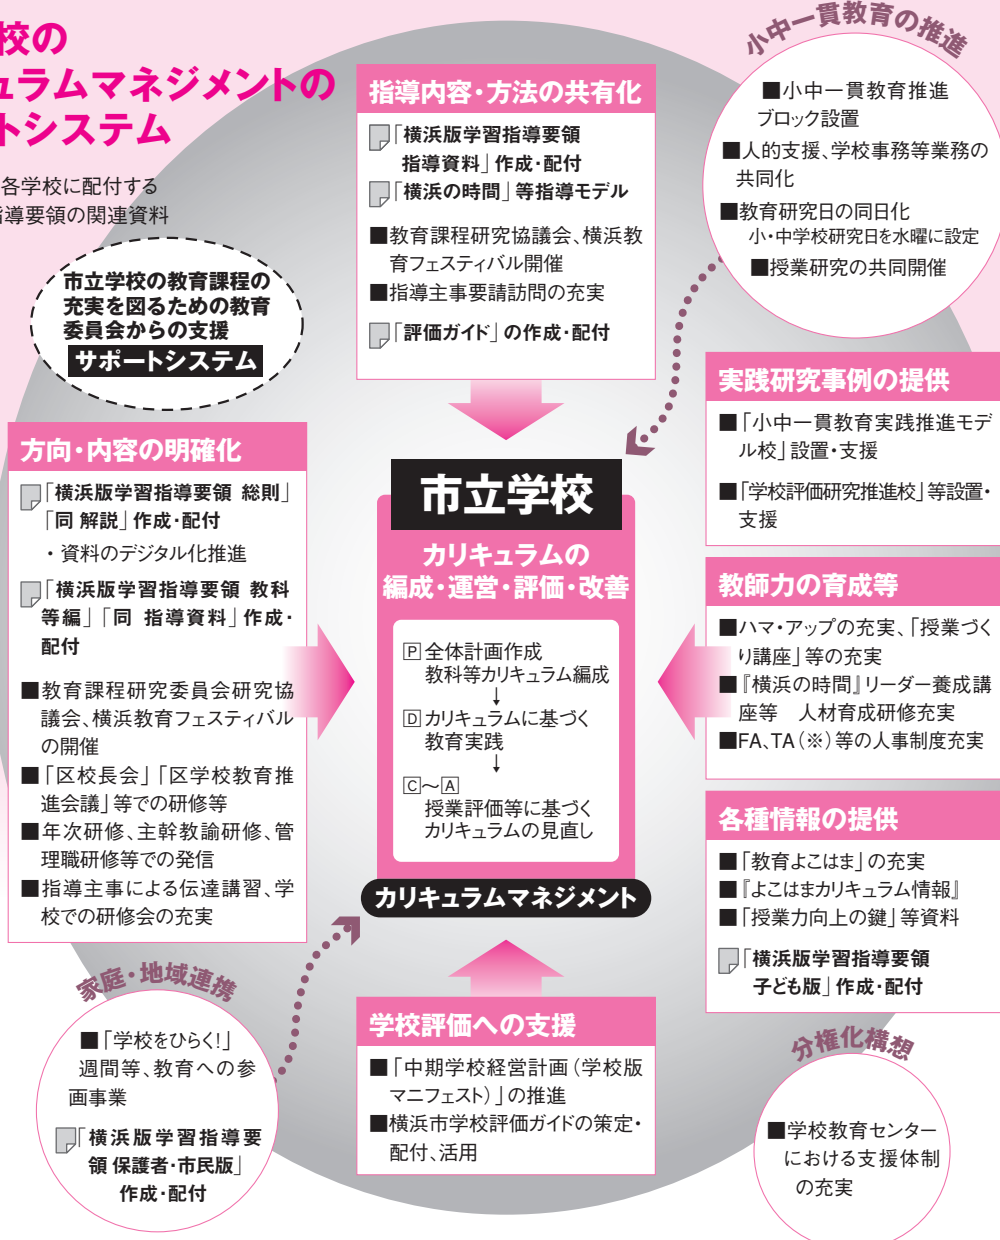 校の
ュラムマネジメントの
トシステム
各学校に配付する
指導要領の関連資料
市立学校の教育課程の
充実を図るための教育
委員会からの支援
サポートシステム
指導内容・方法の共有化
「横浜版学習指導要領
指導資料」作成・配付
「横浜の時間」等指導モデル
■教育課程研究協議会、横浜教
育フェスティバル開催
■指導主事要請訪問の充実
「評価ガイド」の作成・配付
小中一貫教育の推進
■小中一貫教育推進
ブロック設置
■人的支援、学校事務等業務の
共同化
■教育研究日の同日化
小・中学校研究日を水曜に設定
■授業研究の共同開催
方向・内容の明確化
「横浜版学習指導要領 総則」
「同 解説」作成・配付
・資料のデジタル化推進
「横浜版学習指導要領 教科
等編」「同 指導資料」作成・
配付
■教育課程研究委員会研究協
議会、横浜教育フェスティバル
の開催
■「区校長会」「区学校教育推
進会議」等での研修等
■年次研修、主幹教諭研修、管
理職研修等での発信
■指導主事による伝達講習、学
校での研修会の充実
市立学校
カリキュラムの
編成・運営・評価・改善
P 全体計画作成
教科等カリキュラム編成
↓
D カリキュラムに基づく
教育実践
↓
C～A
授業評価等に基づく
カリキュラムの見直し
カリキュラムマネジメント
実践研究事例の提供
■「小中一貫教育実践推進モデ
ル校」設置・支援
■「学校評価研究推進校」等設置・
支援
教師力の育成等
■ハマ・アップの充実、「授業づく
り講座」等の充実
■『横浜の時間』リーダー養成講
座等 人材育成研修充実
■FA、TA(※)等の人事制度充実
各種情報の提供
■「教育よこはま」の充実
■『よこはまカリキュラム情報』
■「授業力向上の鍵」等資料
「横浜版学習指導要領
子ども版」作成・配付
家庭・地域連携
■「学校をひらく!」
週間等、教育への参
画事業
「横浜版学習指導要
領 保護者・市民版」
作成・配付
学校評価への支援
■「中期学校経営計画(学校版
マニフェスト)」の推進
■横浜市学校評価ガイドの策定・
配付、活用
分権化構想
■学校教育センター
における支援体制
の充実